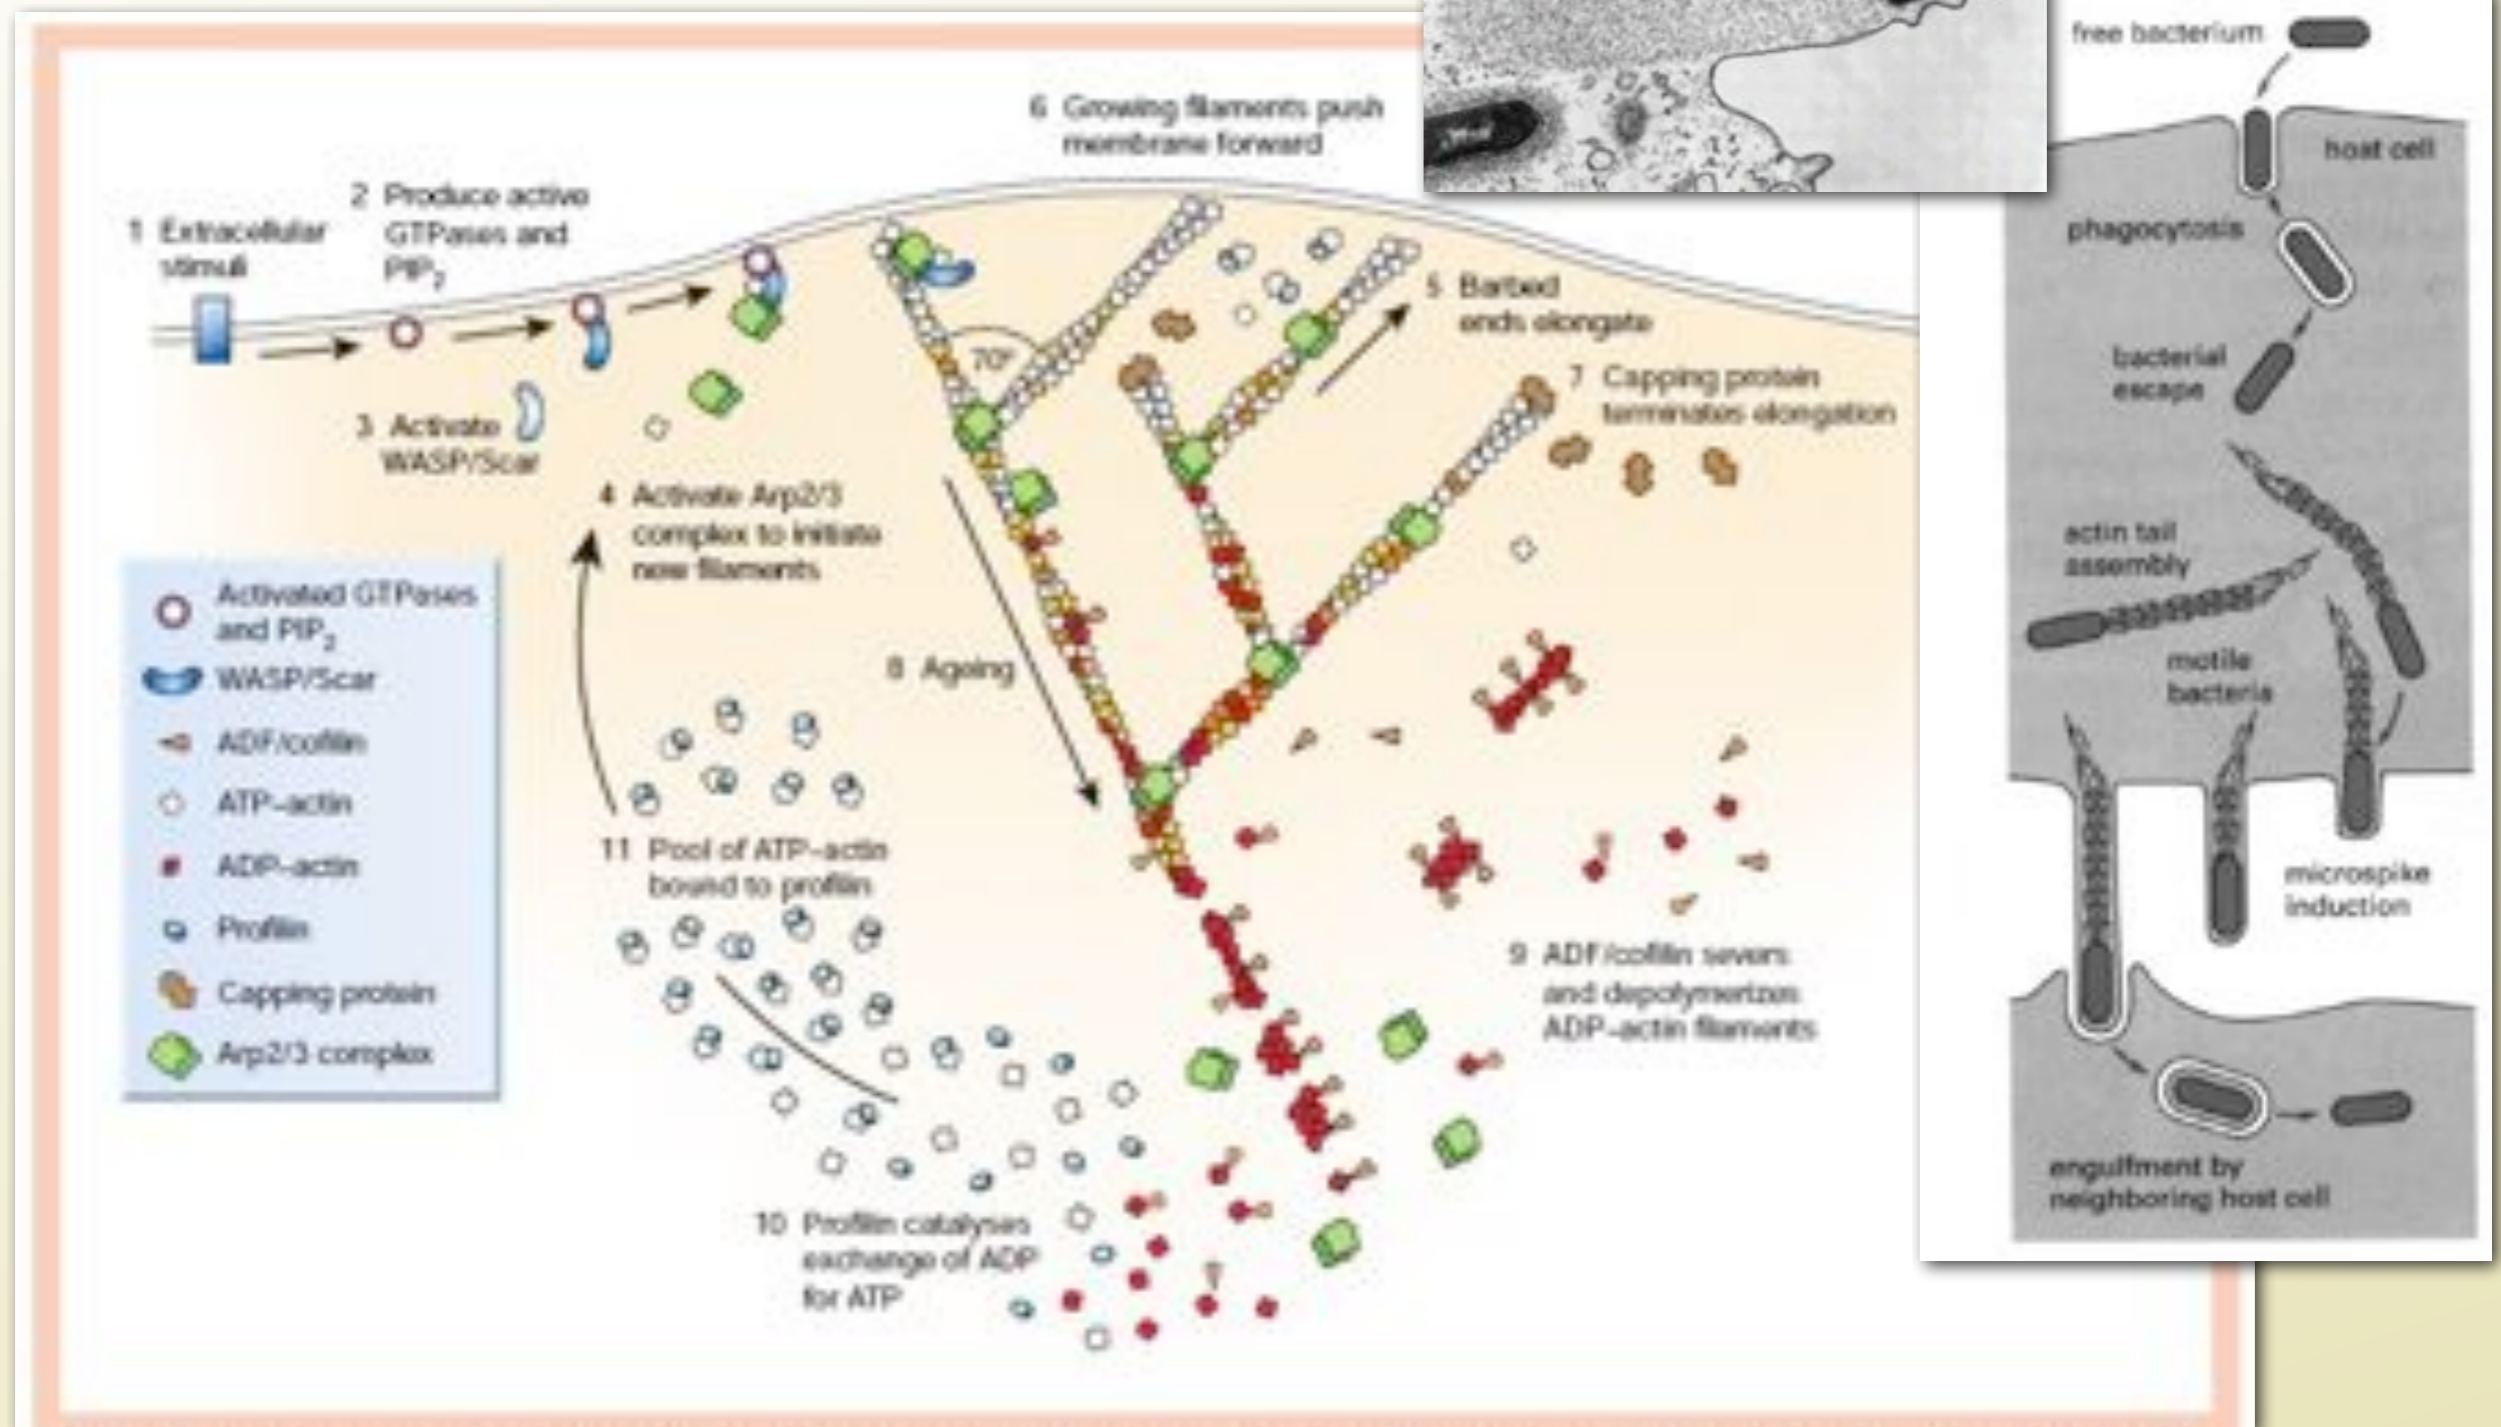 1 Extracellular
stimuli
2 Produce active
GTPases and
PIP2
3 Activate
WASP/Scar
4 Activate Arp2/3
complex to initiate
new filaments
5 Barbed
ends elongate
6 Growing filaments push
membrane forward
70º
7 Capping protein
terminates elongation
8 Ageing
9 ADF/cofilin severs
and depolymerizes
ADP-actin filaments
10 Profilin catalyses
exchange of ADP
for ATP
11 Pool of ATP-actin
bound to profilin
Activated GTPases
and PIP2
WASP/Scar
ADF/cofilin
ATP-actin
ADP-actin
Profilin
Capping protein
Arp2/3 complex
free bacterium
host cell
phagocytosis
bacterial
escape
actin tail
assembly
motile
bacteria
microspike
induction
engulfment by
neighboring host cell